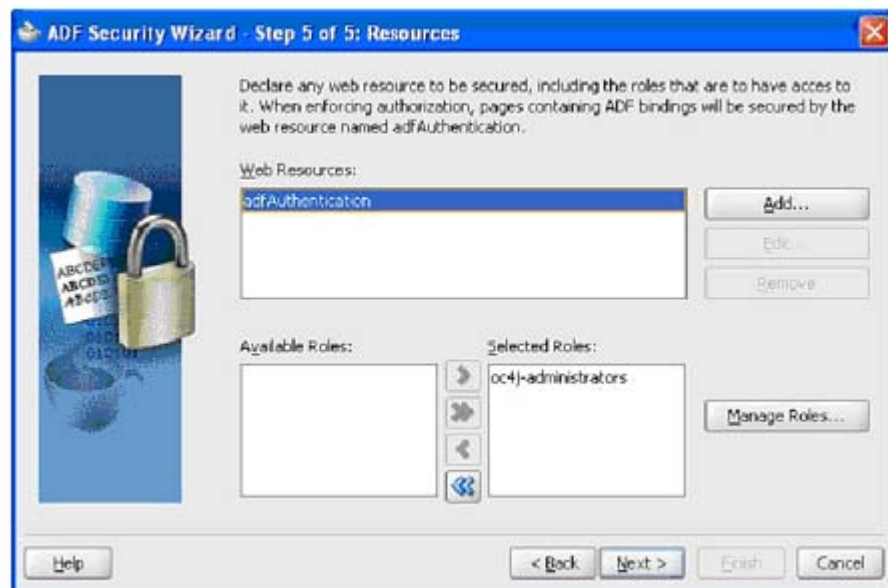 ADF Security Wizard - Step 5 of 5: Resources
Declare any web resource to be secured, including the roles that are to have acces to
it. When enforcing authorization, pages containing ADF bindings will be secured by the
web resource named adfAuthentication.
Web Resources:
adfAuthentication
Add...
Edit...
Remove
Available Roles:
Selected Roles:
oc4j-administrators
Manage Roles...
Help
< Back
Next >
Finish
Cancel